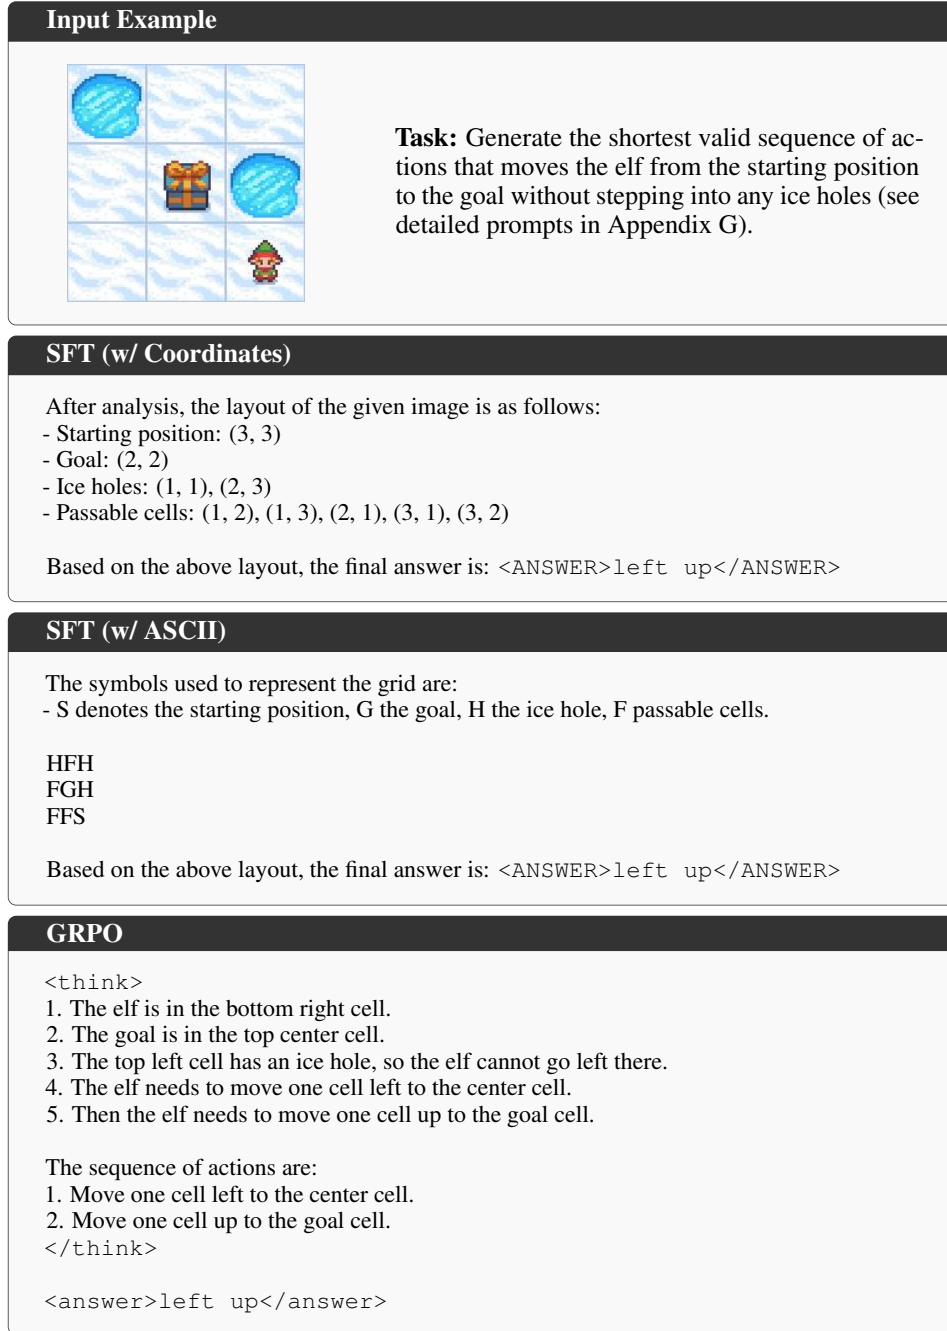 Input Example
Task: Generate the shortest valid sequence of ac-
tions that moves the elf from the starting position
to the goal without stepping into any ice holes (see
detailed prompts in Appendix G).
SFT (w/ Coordinates)
After analysis, the layout of the given image is as follows:
- Starting position: (3, 3)
- Goal: (2, 2)
- Ice holes: (1, 1), (2, 3)
- Passable cells: (1, 2), (1, 3), (2, 1), (3, 1), (3, 2)
Based on the above layout, the final answer is: <ANSWER>left up</ANSWER>
SFT (w/ ASCII)
The symbols used to represent the grid are:
- S denotes the starting position, G the goal, H the ice hole, F passable cells.
HFH
FGH
FFS
Based on the above layout, the final answer is: <ANSWER>left up</ANSWER>
GRPO
<think>
1. The elf is in the bottom right cell.
2. The goal is in the top center cell.
3. The top left cell has an ice hole, so the elf cannot go left there.
4. The elf needs to move one cell left to the center cell.
5. Then the elf needs to move one cell up to the goal cell.
The sequence of actions are:
1. Move one cell left to the center cell.
2. Move one cell up to the goal cell.
</think>
<answer>left up</answer>